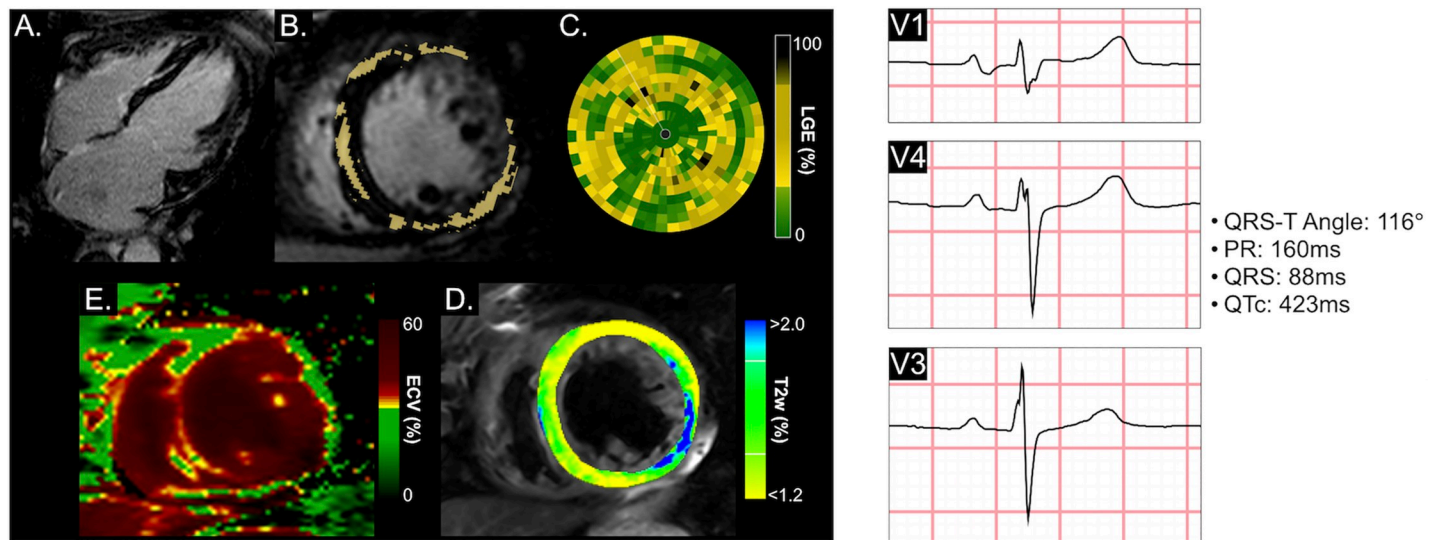 A.
B.
C.
100
LGE (%)
0
E.
60
ECV (%)
0
D.
>2.0
T2w (%)
<1.2
V1
V4
V3
• QRS-T Angle: 116°
• PR: 160ms
• QRS: 88ms
• QTc: 423ms